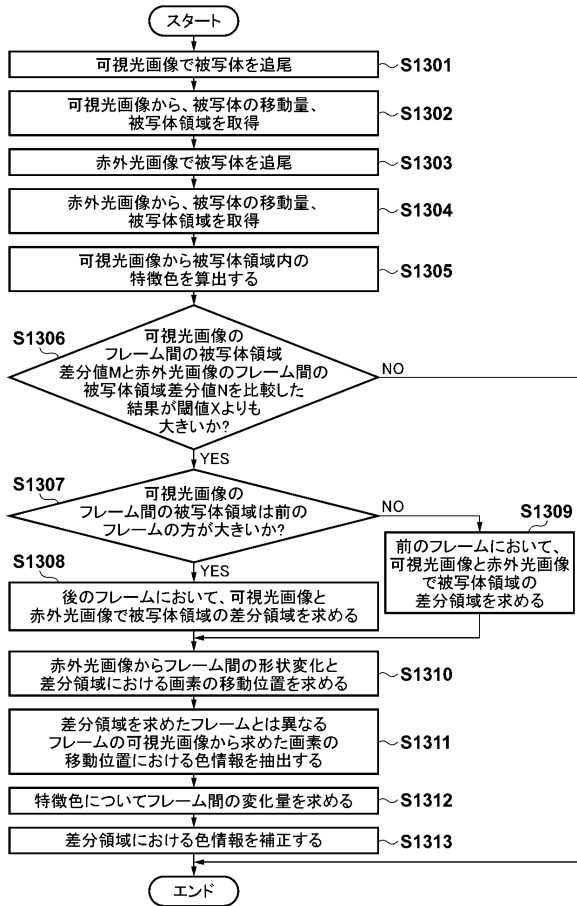 スタート
可視光画像で被写体を追尾
S1301
可視光画像から、被写体の移動量、
被写体領域を取得
S1302
赤外光画像で被写体を追尾
S1303
赤外光画像から、被写体の移動量、
被写体領域を取得
S1304
可視光画像から被写体領域内の
特徴色を算出する
S1305
S1306
可視光画像の
フレーム間の被写体領域
差分値Mと赤外光画像のフレーム間の
被写体領域差分値Nを比較した
結果が閾値Xよりも
大きいか?
NO
YES
S1307
可視光画像の
フレーム間の被写体領域は前の
フレームの方が大きいか?
NO
YES
S1309
前のフレームにおいて、
可視光画像と赤外光画像
で被写体領域の
差分領域を求める
S1308
後のフレームにおいて、可視光画像と
赤外光画像で被写体領域の差分領域を求める
赤外光画像からフレーム間の形状変化と
差分領域における画素の移動位置を求める
S1310
差分領域を求めたフレームとは異なる
フレームの可視光画像から求めた画素の
移動位置における色情報を抽出する
S1311
特徴色についてフレーム間の変化量を求める
S1312
差分領域における色情報を補正する
S1313
エンド